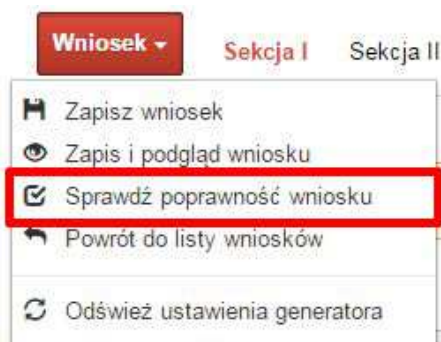 Wniosek Sekcja I Sekcja II
Zapisz wniosek
Zapis i podgląd wniosku
Sprawdź poprawność wniosku
Powrót do listy wniosków
Odśwież ustawienia generatora